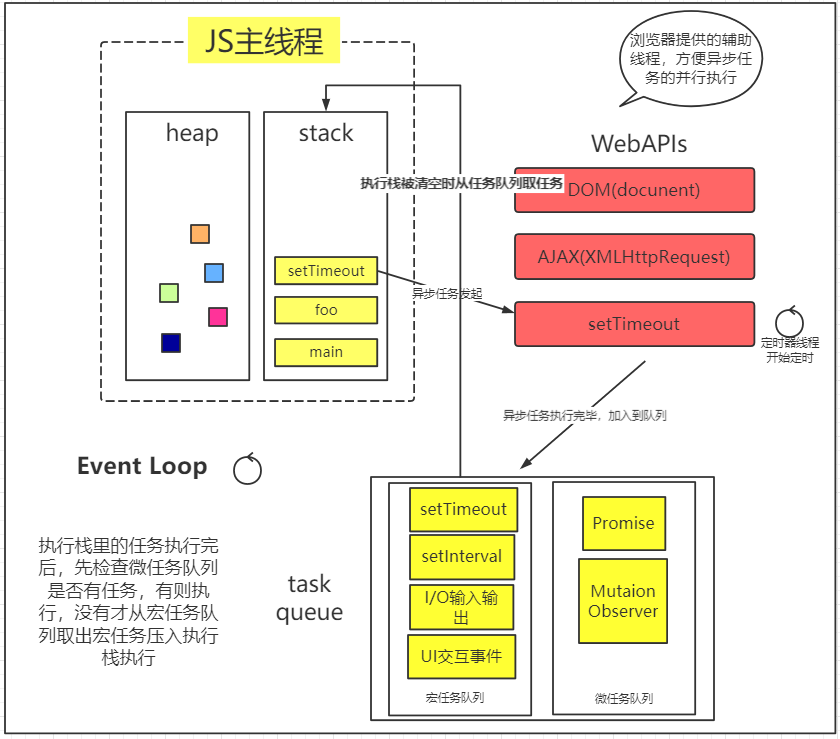 JS主线程
浏览器提供的辅助
线程，方便异步任
务的并行执行
heap
stack
WebAPIs
执行栈被清空时从任务队列取任务
DOM(docunent)
AJAX(XMLHttpRequest)
setTimeout
foo
main
异步任务发起
setTimeout
定时器线程
开始定时
异步任务执行完毕，加入到队列
Event Loop
执行栈里的任务执行完
后，先检查微任务队列
是否有任务，有则执
行，没有才从宏任务队
列取出宏任务压入执行
栈执行
task
queue
setTimeout
setInterval
I/O输入输
出
UI交互事件
宏任务队列
Promise
Mutaion
Observer
微任务队列